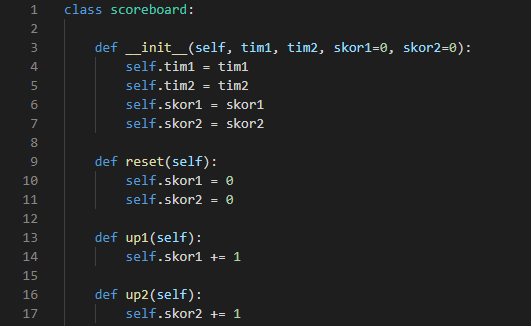 1 class scoreboard:
2
3     def __init__(self, tim1, tim2, skor1=0, skor2=0):
4         self.tim1 = tim1
5         self.tim2 = tim2
6         self.skor1 = skor1
7         self.skor2 = skor2
8
9     def reset(self):
10         self.skor1 = 0
11         self.skor2 = 0
12
13     def up1(self):
14         self.skor1 += 1
15
16     def up2(self):
17         self.skor2 += 1